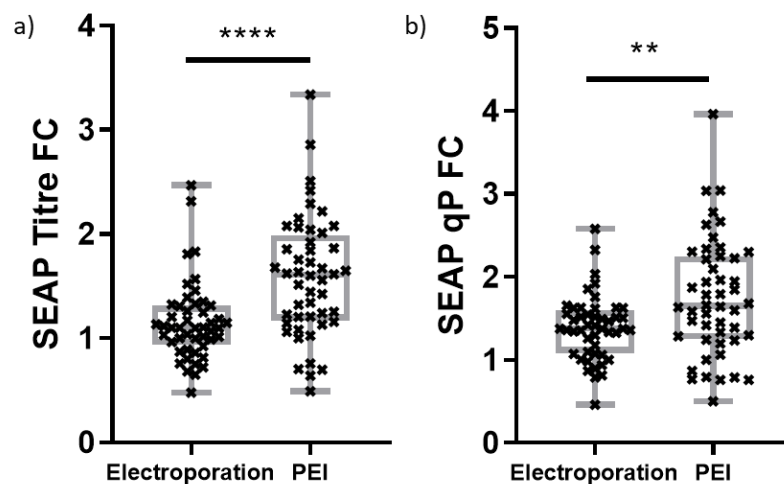 a)
SEAP Titre FC
4
3
2
1
0
****
Electroporation PEI
b)
SEAP qP FC
5
4
3
2
1
0
**
Electroporation PEI